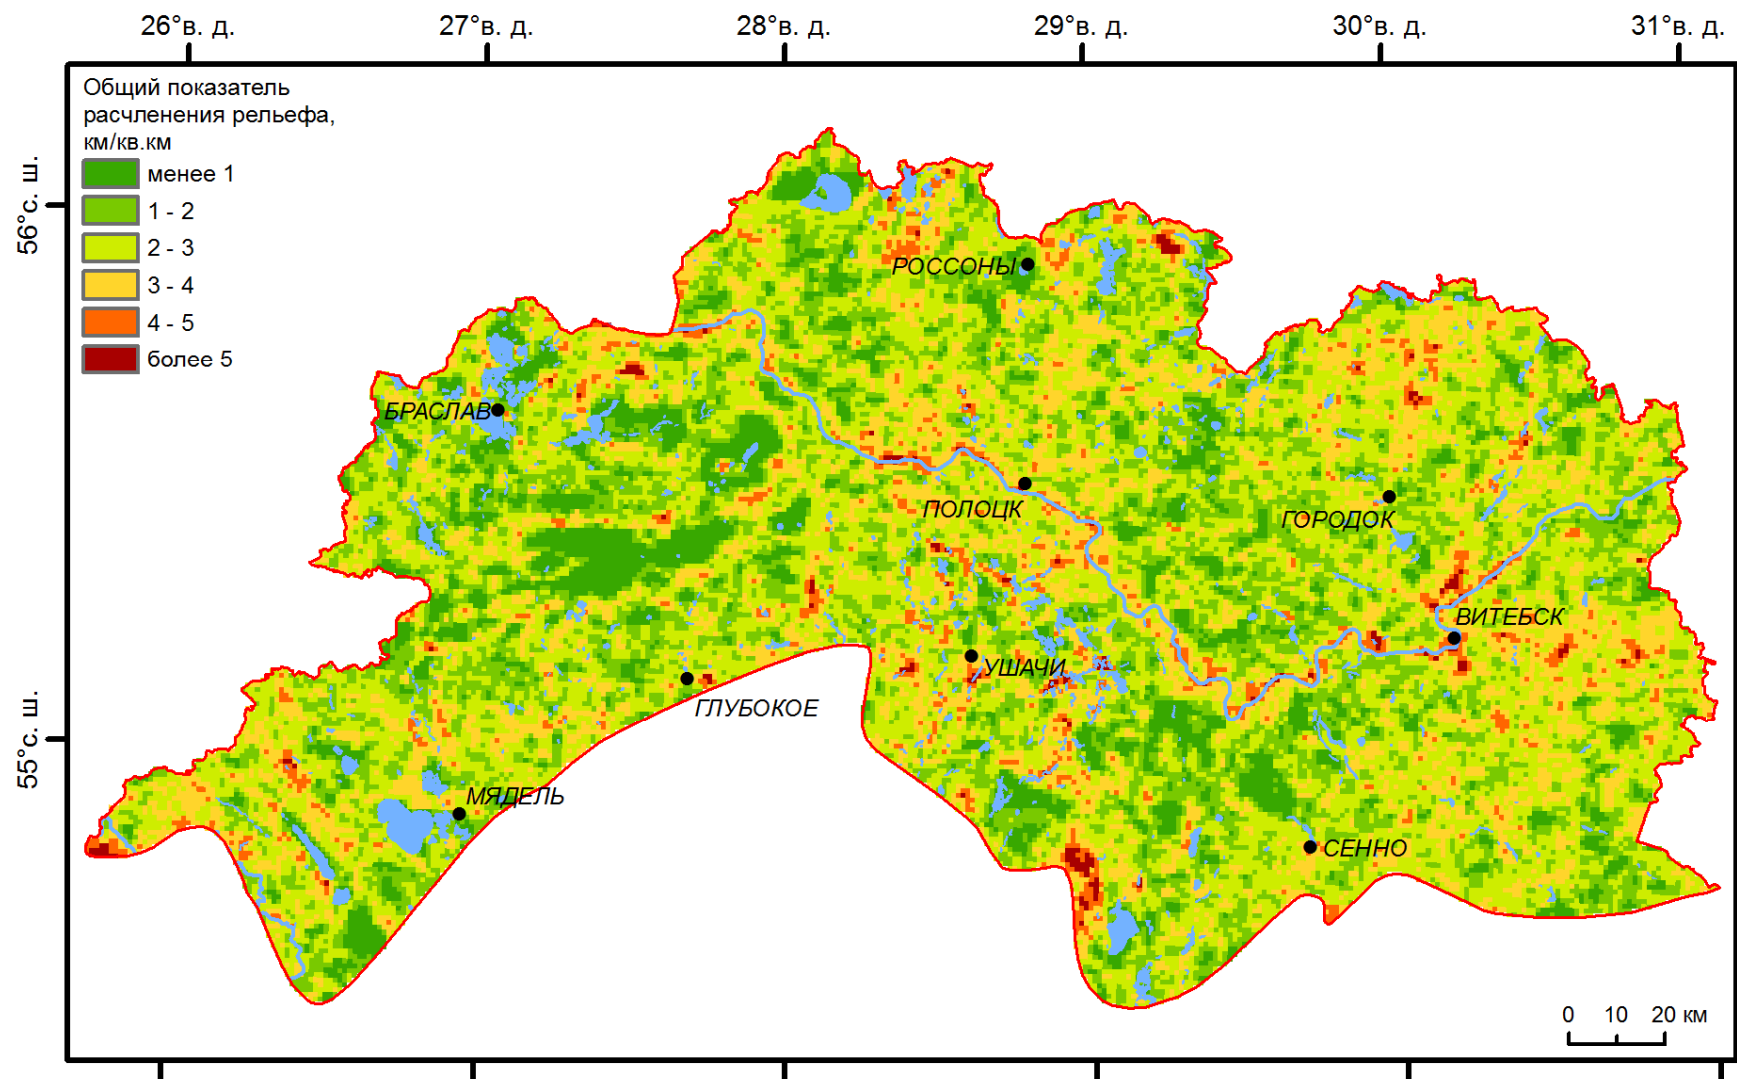 26°в. д.
27°в. д.
28°в. д.
29°в. д.
30°в. д.
31°в. д.
56°с. ш.
55°с. ш.
Общий показатель
расчленения рельефа,
км/кв.км
менее 1
1 - 2
2 - 3
3 - 4
4 - 5
более 5
РОССОНЫ
БРАСЛАВ
ПОЛОЦК
ГОРОДОК
ВИТЕБСК
УШАЧИ
ГЛУБОКОЕ
МЯДЕЛЬ
СЕННО
0 10 20 км